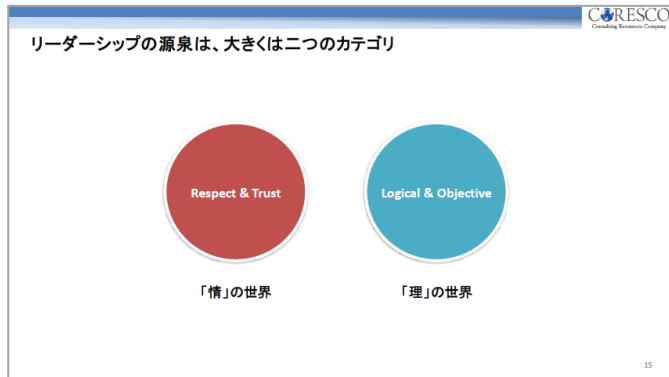 CORESCO
Consulting Resources Company
リーダーシップの源泉は、大きくは二つのカテゴリ
Respect & Trust
Logical & Objective
「情」の世界
「理」の世界
15